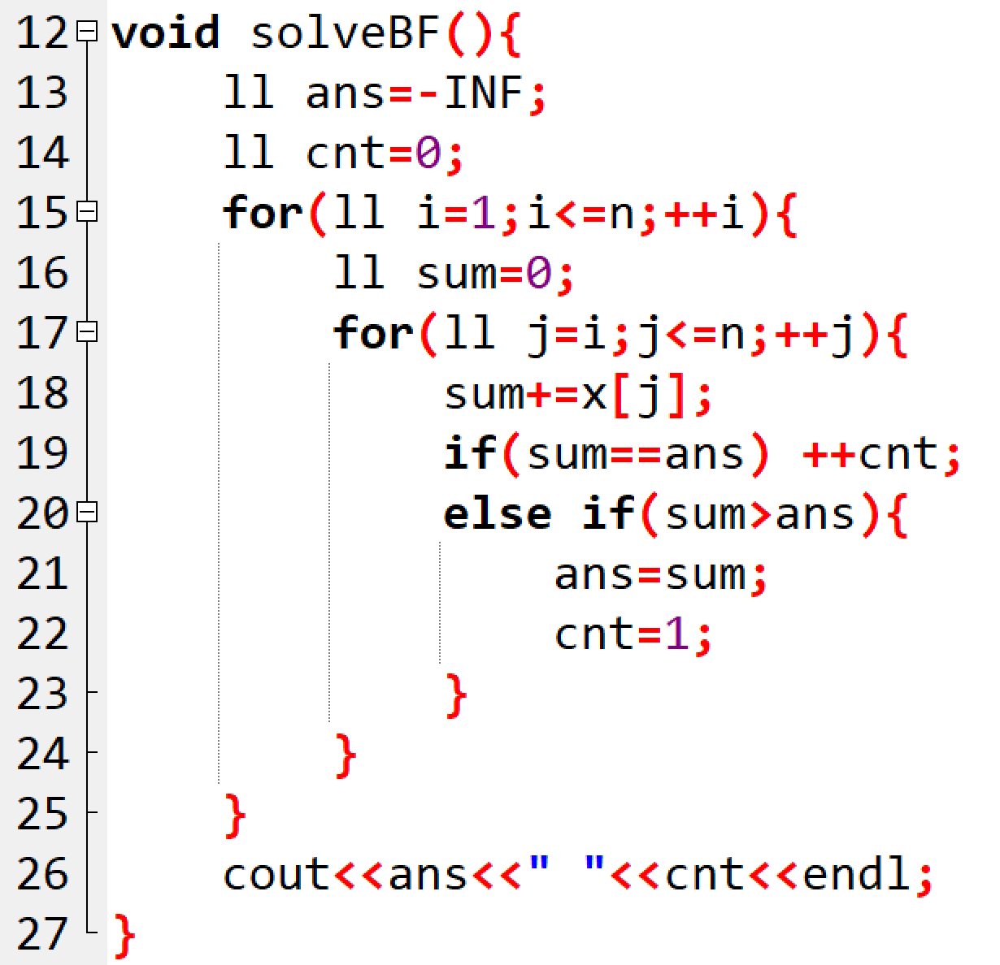 12 void solveBF(){
13     ll ans=-INF;
14     ll cnt=0;
15     for(ll i=1;i<=n;++i){
16         ll sum=0;
17         for(ll j=i;j<=n;++j){
18             sum+=x[j];
19             if(sum==ans) ++cnt;
20             else if(sum>ans){
21                 ans=sum;
22                 cnt=1;
23             }
24         }
25     }
26     cout<<ans<<" "<<cnt<<endl;
27 }